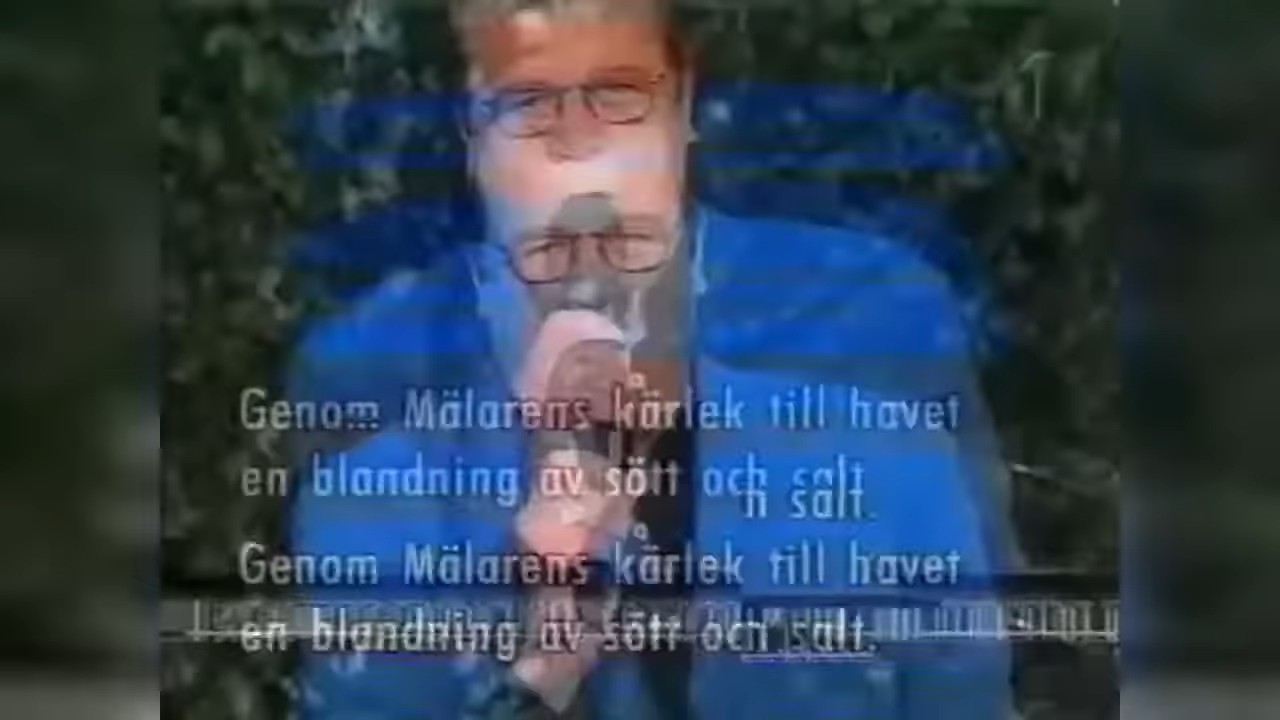 Genom Mälarens kärlek till havet
en blandning av sött och salt
n salt.
Genom Mälarens kärlek till havet
en blandning av sött och salt.